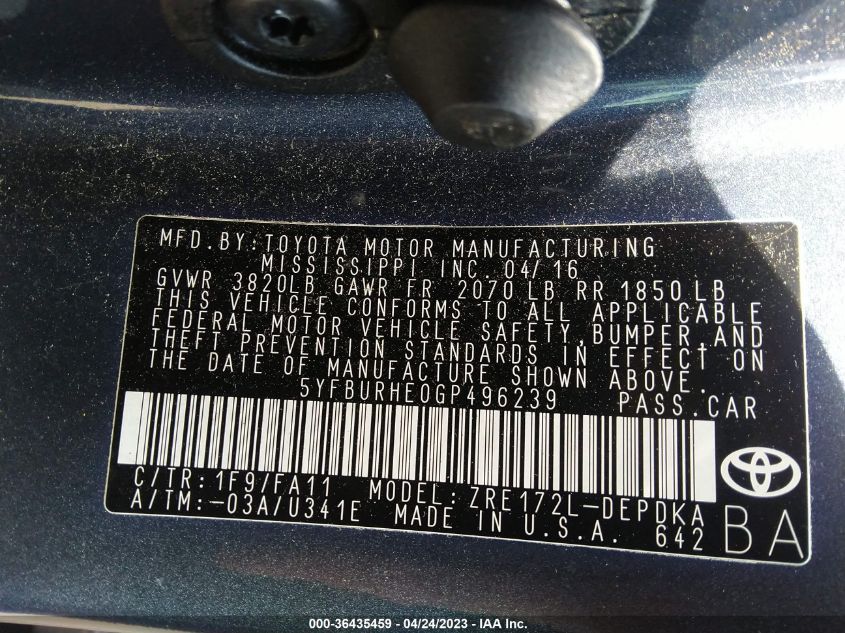 MFD.BY:TOYOTA MOTOR MANUFACTURING
MISSISSIPPI INC. 04/16
GVWR 3820LB GAWR FR 2070 LB RR 1850 LB
THIS VEHICLE CONFORMS TO ALL APPLICABLE
FEDERAL MOTOR VEHICLE SAFETY,BUMPER,AND
THEFT PREVENTION STANDARDS IN EFFECT ON
THE DATE OF MANUFACTURE SHOWN ABOVE.
5YFBURHE0GP496239 PASS.CAR
C/TR:1F9/FA11 MODEL:ZRE172L-DEPDKA
A/TM:-03A/U341E MADE IN U.S.A. 642
BA
000-36435459 - 04/24/2023 - IAA Inc.